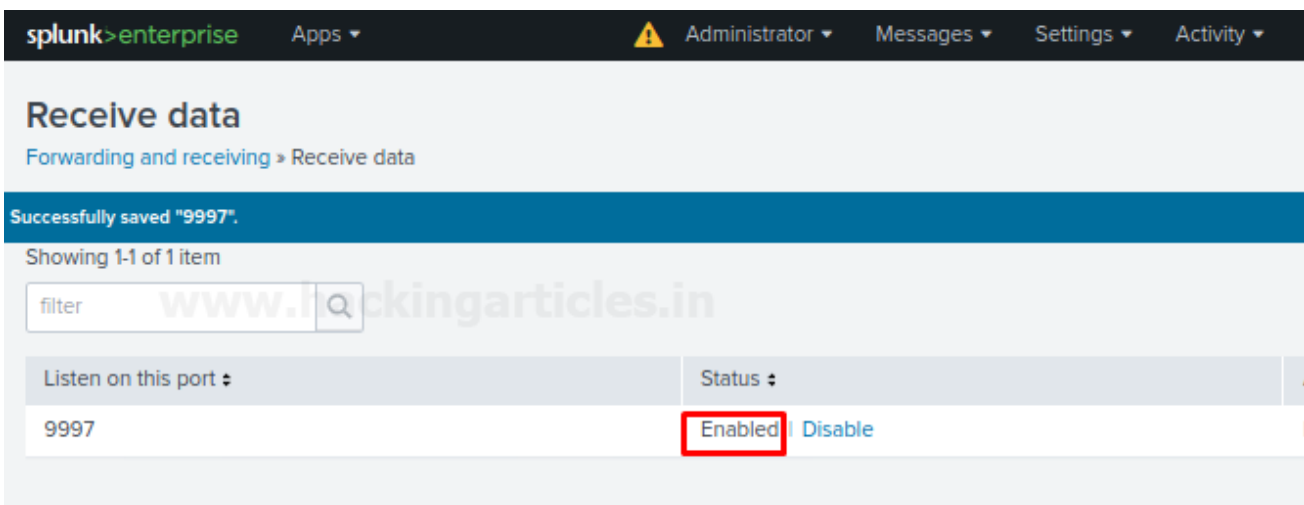 splunk>enterprise Apps Administrator Messages Settings Activity
Receive data
Forwarding and receiving » Receive data
Successfully saved "9997".
Showing 1-1 of 1 item
filter
www.hackingarticles.in
Listen on this port Status
9997 Enabled | Disable